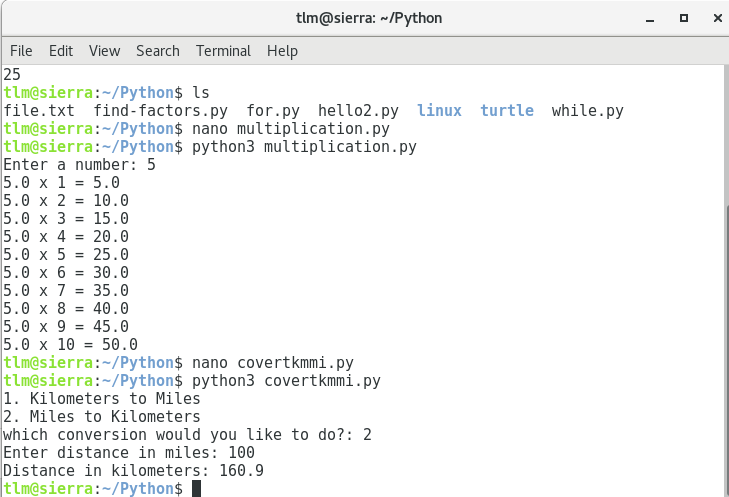 tlm@sierra: ~/Python
File Edit View Search Terminal Help
25
tlm@sierra:~/Python$ ls
file.txt  find-factors.py  for.py  hello2.py  linux  turtle  while.py
tlm@sierra:~/Python$ nano multiplication.py
tlm@sierra:~/Python$ python3 multiplication.py
Enter a number: 5
5.0 x 1 = 5.0
5.0 x 2 = 10.0
5.0 x 3 = 15.0
5.0 x 4 = 20.0
5.0 x 5 = 25.0
5.0 x 6 = 30.0
5.0 x 7 = 35.0
5.0 x 8 = 40.0
5.0 x 9 = 45.0
5.0 x 10 = 50.0
tlm@sierra:~/Python$ nano covertkmmi.py
tlm@sierra:~/Python$ python3 covertkmmi.py
1. Kilometers to Miles
2. Miles to Kilometers
which conversion would you like to do?: 2
Enter distance in miles: 100
Distance in kilometers: 160.9
tlm@sierra:~/Python$